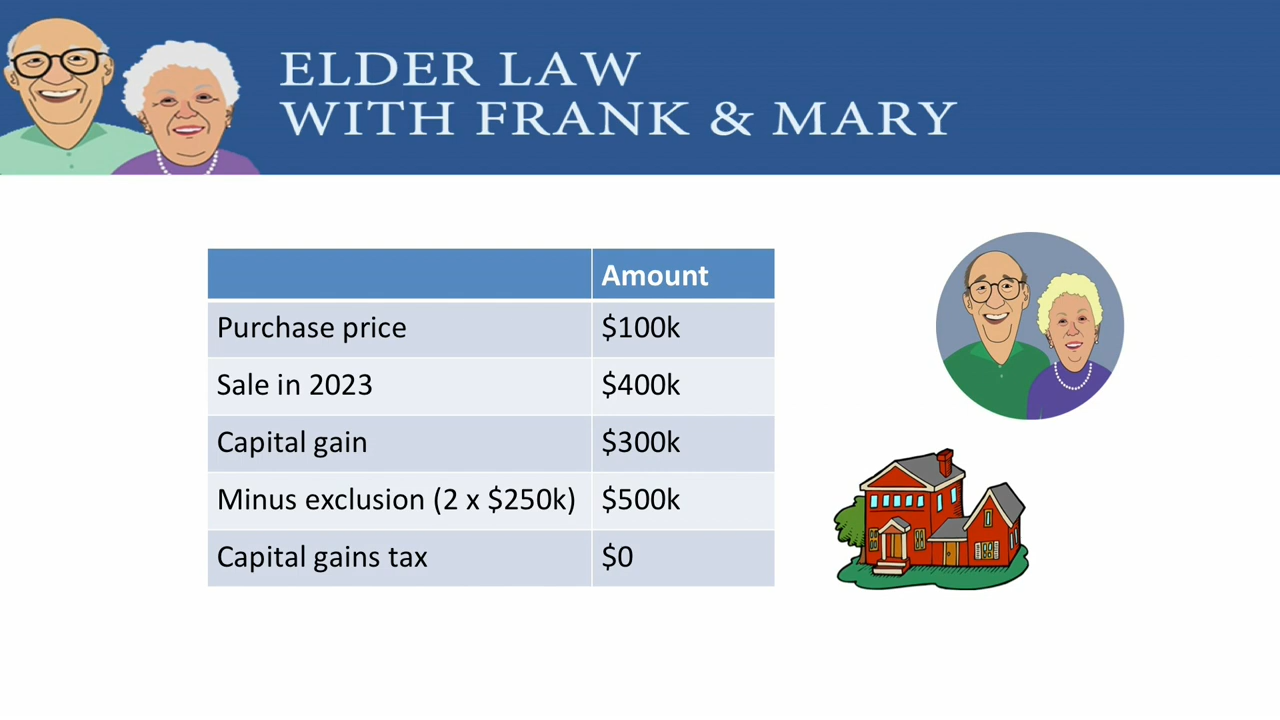 ELDER LAW
WITH FRANK & MARY
Amount
Purchase price $100k
Sale in 2023 $400k
Capital gain $300k
Minus exclusion (2 x $250k) $500k
Capital gains tax $0